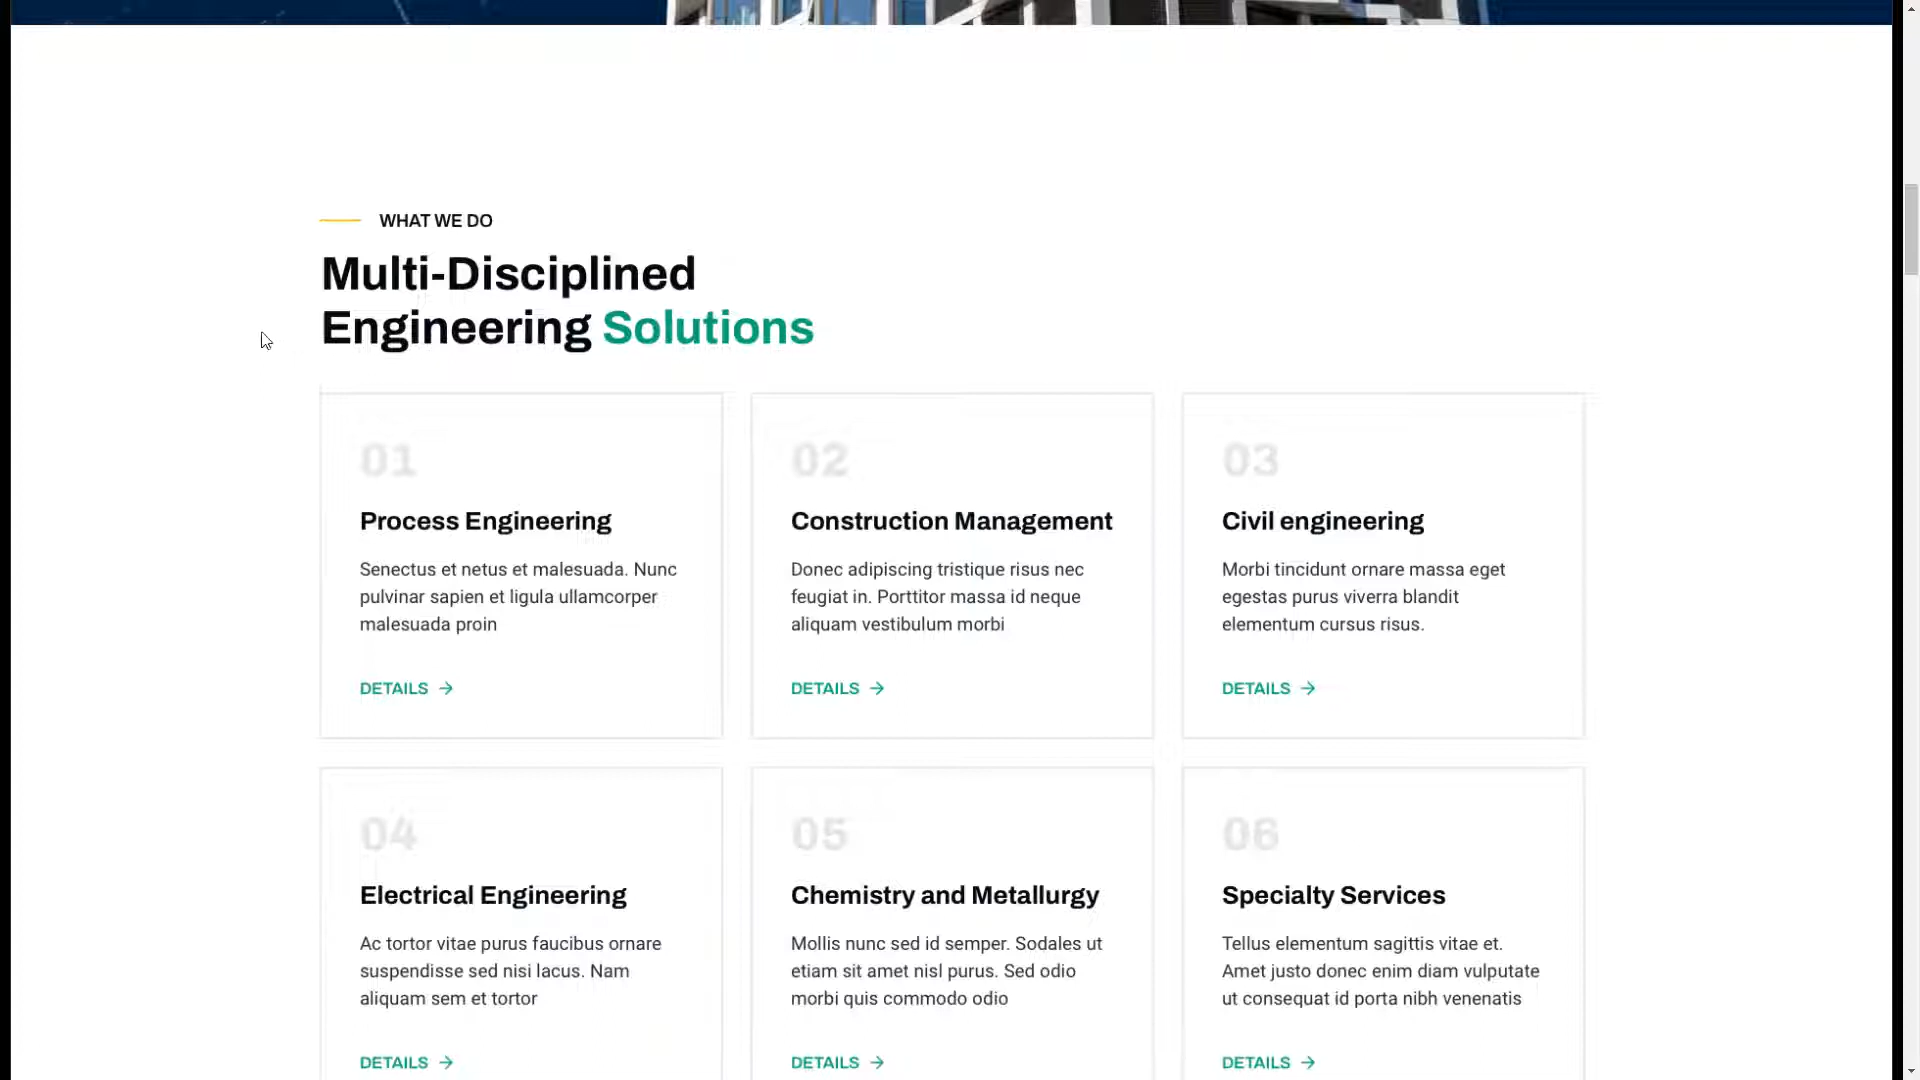 WHAT WE DO
Multi-Disciplined
Engineering Solutions
01
Process Engineering
Senectus et netus et malesuada. Nunc
pulvinar sapien et ligula ullamcorper
malesuada proin
DETAILS →
02
Construction Management
Donec adipiscing tristique risus nec
feugiat in. Porttitor massa id neque
aliquam vestibulum morbi
DETAILS →
03
Civil engineering
Morbi tincidunt ornare massa eget
egestas purus viverra blandit
elementum cursus risus.
DETAILS →
04
Electrical Engineering
Ac tortor vitae purus faucibus ornare
suspendisse sed nisi lacus. Nam
aliquam sem et tortor
DETAILS →
05
Chemistry and Metallurgy
Mollis nunc sed id semper. Sodales ut
etiam sit amet nisl purus. Sed odio
morbi quis commodo odio
DETAILS →
06
Specialty Services
Tellus elementum sagittis vitae et.
Amet justo donec enim diam vulputate
ut consequat id porta nibh venenatis
DETAILS →